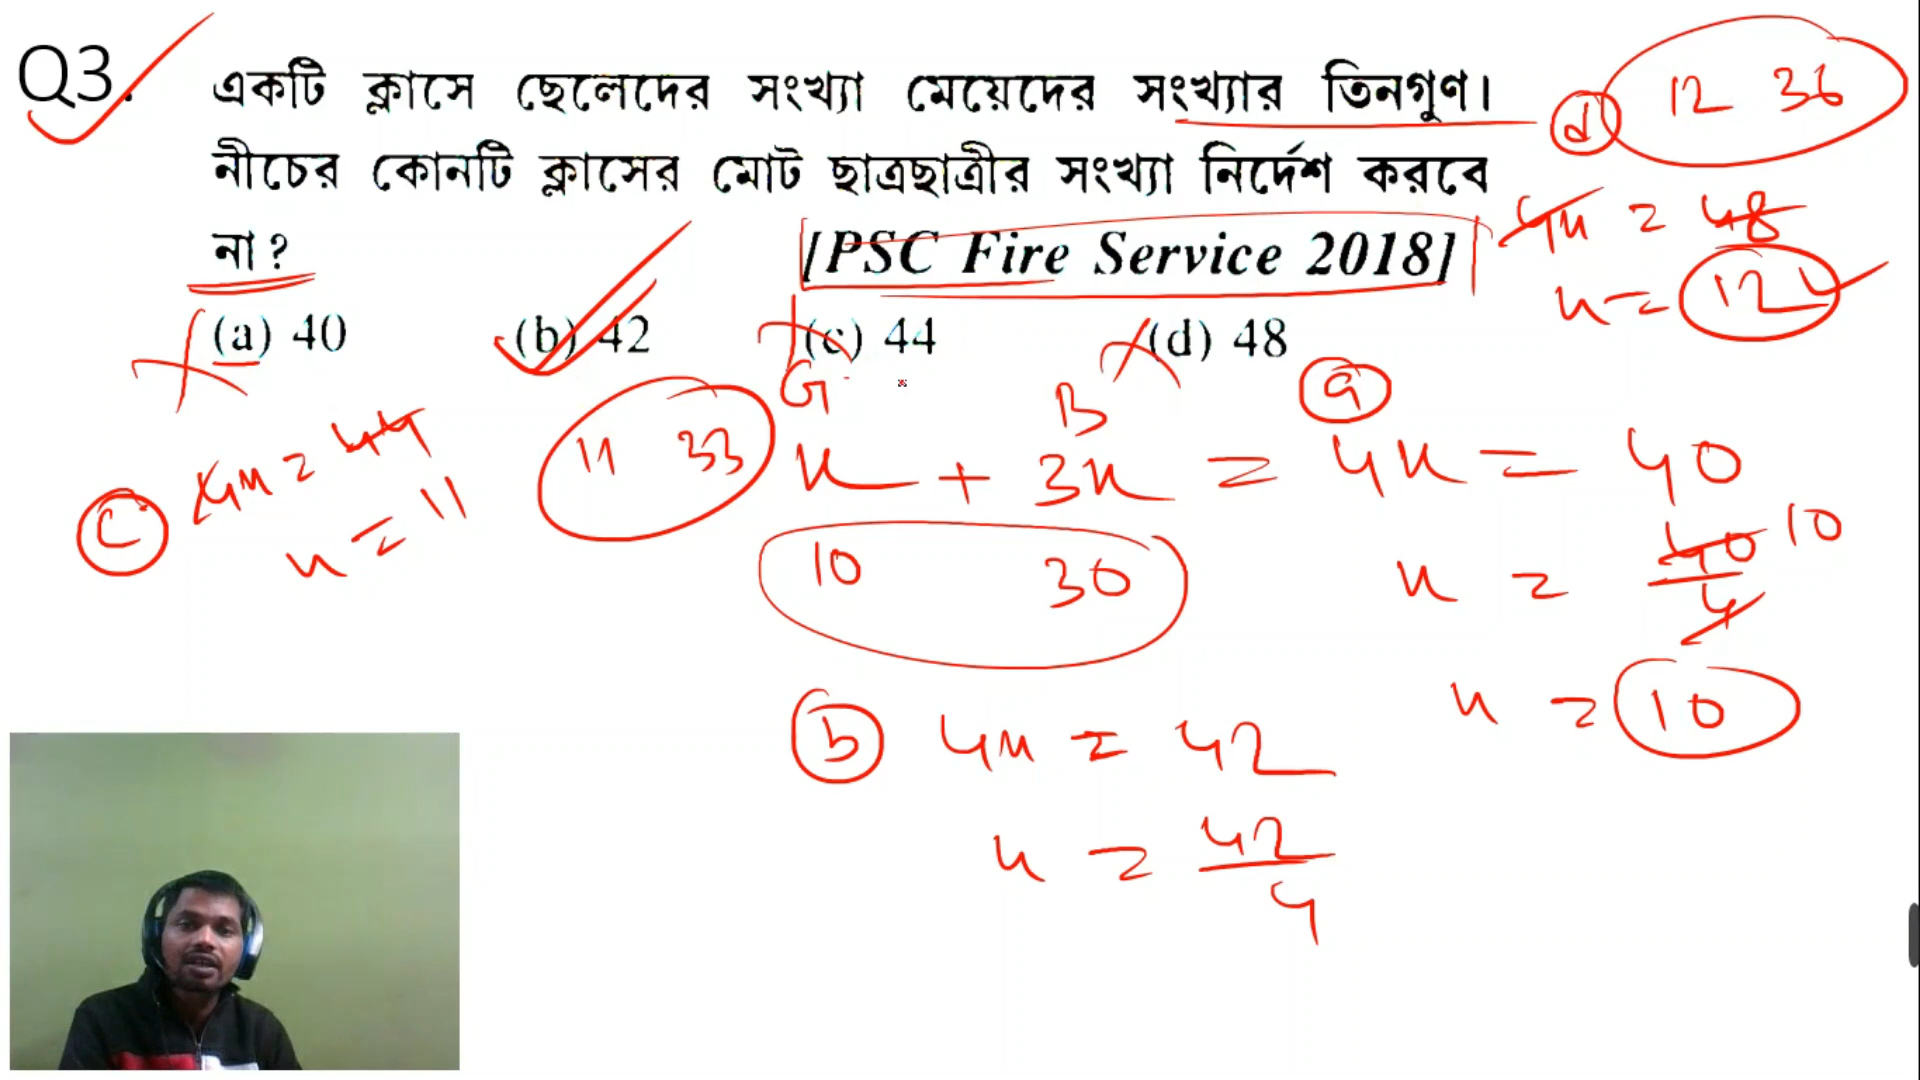 Q3.
একটি ক্লাসে ছেলেদের সংখ্যা মেয়েদের সংখ্যার তিনগুণ।
নীচের কোনটি ক্লাসের মোট ছাত্রছাত্রীর সংখ্যা নির্দেশ করবে
না ?
[PSC Fire Service 2018]
(a) 40 (b) 42 (c) 44 (d) 48
d 12 36
4x = 48
x = 12
G B a
x + 3x = 4x = 40
10 30
x = 40/4 10
x = 10
c 4x = 44
x = 11
11 33
b 4x = 42
x = 42/4